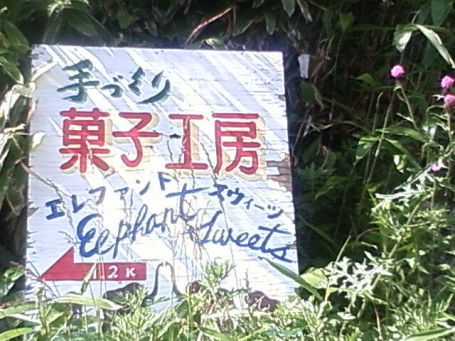 手づくり
菓子工房
エレファント スウィーツ
Elephant Sweets
2K